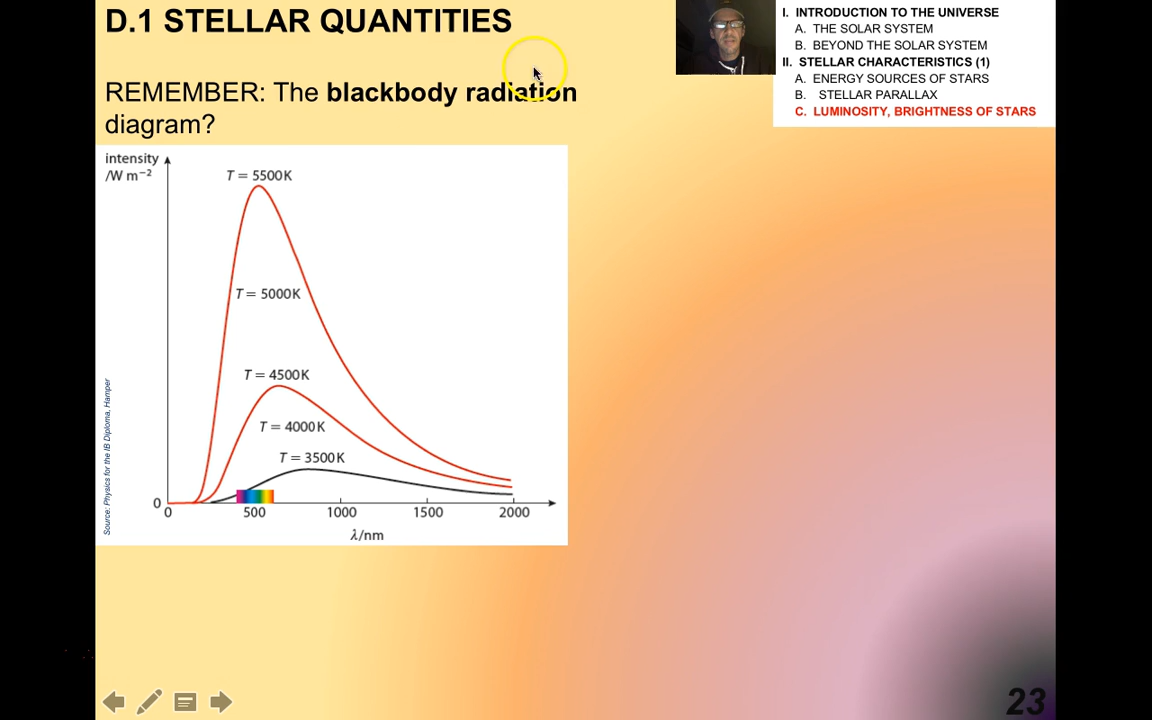 D.1 STELLAR QUANTITIES
REMEMBER: The blackbody radiation
diagram?
I. INTRODUCTION TO THE UNIVERSE
A. THE SOLAR SYSTEM
B. BEYOND THE SOLAR SYSTEM
II. STELLAR CHARACTERISTICS (1)
A. ENERGY SOURCES OF STARS
B. STELLAR PARALLAX
C. LUMINOSITY, BRIGHTNESS OF STARS
intensity
/W m⁻²
T = 5500K
T = 5000K
T = 4500K
T = 4000K
T = 3500K
0
0 500 1000 1500 2000
λ/nm
Source: Physics for the IB Diploma, Hamper
23